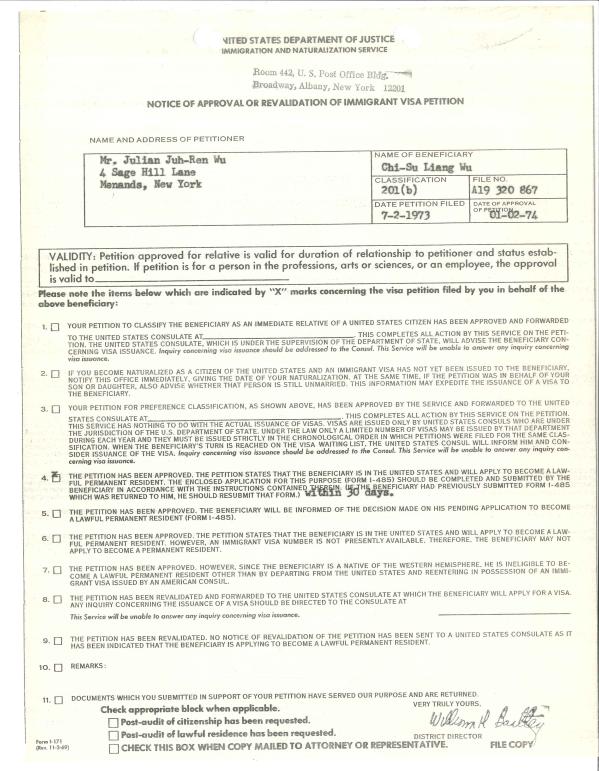 UNITED STATES DEPARTMENT OF JUSTICE
IMMIGRATION AND NATURALIZATION SERVICE
Room 442, U. S. Post Office Bldg.
Broadway, Albany, New York 12201
NOTICE OF APPROVAL OR REVALIDATION OF IMMIGRANT VISA PETITION
NAME AND ADDRESS OF PETITIONER
Mr. Julian Juh-Ren Wu
4 Sage Hill Lane
Menands, New York
NAME OF BENEFICIARY
Chi-Su Liang Wu
CLASSIFICATION
201(b)
FILE NO.
A19 320 867
DATE PETITION FILED
7-2-1973
DATE OF APPROVAL
OF PETITION
01-02-74
VALIDITY: Petition approved for relative is valid for duration of relationship to petitioner and status estab-
lished in petition. If petition is for a person in the professions, arts or sciences, or an employee, the approval
is valid to
Please note the items below which are indicated by "X" marks concerning the visa petition filed by you in behalf of the
above beneficiary:
1. YOUR PETITION TO CLASSIFY THE BENEFICIARY AS AN IMMEDIATE RELATIVE OF A UNITED STATES CITIZEN HAS BEEN APPROVED AND FORWARDED
TO THE UNITED STATES CONSULATE AT . THIS COMPLETES ALL ACTION BY THIS SERVICE ON THE PETI-
TION. THE UNITED STATES CONSULATE, WHICH IS UNDER THE SUPERVISION OF THE DEPARTMENT OF STATE, WILL ADVISE THE BENEFICIARY CON-
CERNING VISA ISSUANCE. Inquiry concerning visa issuance should be addressed to the Consul. This Service will be unable to answer any inquiry concerning
visa issuance.
2. IF YOU BECOME NATURALIZED AS A CITIZEN OF THE UNITED STATES AND AN IMMIGRANT VISA HAS NOT YET BEEN ISSUED TO THE BENEFICIARY,
NOTIFY THIS OFFICE IMMEDIATELY, GIVING THE DATE OF YOUR NATURALIZATION, AT THE SAME TIME, IF THE PETITION WAS IN BEHALF OF YOUR
SON OR DAUGHTER, ALSO ADVISE WHETHER THAT PERSON IS STILL UNMARRIED. THIS INFORMATION MAY EXPEDITE THE ISSUANCE OF A VISA TO
THE BENEFICIARY.
3. YOUR PETITION FOR PREFERENCE CLASSIFICATION, AS SHOWN ABOVE, HAS BEEN APPROVED BY THE SERVICE AND FORWARDED TO THE UNITED
STATES CONSULATE AT . THIS COMPLETES ALL ACTION BY THIS SERVICE ON THE PETITION.
THIS SERVICE HAS NOTHING TO DO WITH THE ACTUAL ISSUANCE OF VISAS. VISAS ARE ISSUED ONLY BY UNITED STATES CONSULS WHO ARE UNDER
THE JURISDICTION OF THE U.S. DEPARTMENT OF STATE. UNDER THE LAW ONLY A LIMITED NUMBER OF VISAS MAY BE ISSUED BY THAT DEPARTMENT
DURING EACH YEAR AND THEY MUST BE ISSUED STRICTLY IN THE CHRONOLOGICAL ORDER IN WHICH PETITIONS WERE FILED FOR THE SAME CLAS-
SIFICATION. WHEN THE BENEFICIARY'S TURN IS REACHED ON THE VISA WAITING LIST, THE UNITED STATES CONSUL WILL INFORM HIM AND CON-
SIDER ISSUANCE OF THE VISA. Inquiry concerning visa issuance should be addressed to the Consul. This Service will be unable to answer any inquiry con-
cerning visa issuance.
4. X THE PETITION HAS BEEN APPROVED. THE PETITION STATES THAT THE BENEFICIARY IS IN THE UNITED STATES AND WILL APPLY TO BECOME A LAW-
FUL PERMANENT RESIDENT. THE ENCLOSED APPLICATION FOR THIS PURPOSE (FORM I-485) SHOULD BE COMPLETED AND SUBMITTED BY THE
BENEFICIARY IN ACCORDANCE WITH THE INSTRUCTIONS CONTAINED THEREIN. (IF THE BENEFICIARY HAD PREVIOUSLY SUBMITTED FORM I-485
WHICH WAS RETURNED TO HIM, HE SHOULD RESUBMIT THAT FORM.) within 30 days.
5. THE PETITION HAS BEEN APPROVED. THE BENEFICIARY WILL BE INFORMED OF THE DECISION MADE ON HIS PENDING APPLICATION TO BECOME
A LAWFUL PERMANENT RESIDENT (FORM I-485).
6. THE PETITION HAS BEEN APPROVED. THE PETITION STATES THAT THE BENEFICIARY IS IN THE UNITED STATES AND WILL APPLY TO BECOME A LAW-
FUL PERMANENT RESIDENT. HOWEVER, AN IMMIGRANT VISA NUMBER IS NOT PRESENTLY AVAILABLE. THEREFORE, THE BENEFICIARY MAY NOT
APPLY TO BECOME A PERMANENT RESIDENT.
7. THE PETITION HAS BEEN APPROVED. HOWEVER, SINCE THE BENEFICIARY IS A NATIVE OF THE WESTERN HEMISPHERE, HE IS INELIGIBLE TO BE-
COME A LAWFUL PERMANENT RESIDENT OTHER THAN BY DEPARTING FROM THE UNITED STATES AND REENTERING IN POSSESSION OF AN IMMI-
GRANT VISA ISSUED BY AN AMERICAN CONSUL.
8. THE PETITION HAS BEEN REVALIDATED AND FORWARDED TO THE UNITED STATES CONSULATE AT WHICH THE BENEFICIARY WILL APPLY FOR A VISA.
ANY INQUIRY CONCERNING THE ISSUANCE OF A VISA SHOULD BE DIRECTED TO THE CONSULATE AT
This Service will be unable to answer any inquiry concerning visa issuance.
9. THE PETITION HAS BEEN REVALIDATED. NO NOTICE OF REVALIDATION OF THE PETITION HAS BEEN SENT TO A UNITED STATES CONSULATE AS IT
HAS BEEN INDICATED THAT THE BENEFICIARY IS APPLYING TO BECOME A LAWFUL PERMANENT RESIDENT.
10. REMARKS:
11. DOCUMENTS WHICH YOU SUBMITTED IN SUPPORT OF YOUR PETITION HAVE SERVED OUR PURPOSE AND ARE RETURNED.
Check appropriate block when applicable.
Post-audit of citizenship has been requested.
Post-audit of lawful residence has been requested.
CHECK THIS BOX WHEN COPY MAILED TO ATTORNEY OR REPRESENTATIVE.
VERY TRULY YOURS,
DISTRICT DIRECTOR
FILE COPY
Form I-171
(Rev. 11-3-69)